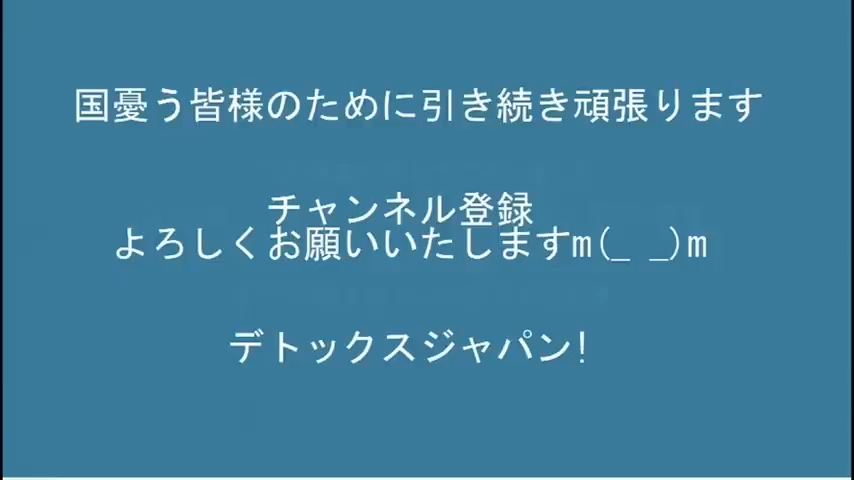 国憂う皆様のために引き続き頑張ります
チャンネル登録
よろしくお願いいたしますm(_ _)m
デトックスジャパン!